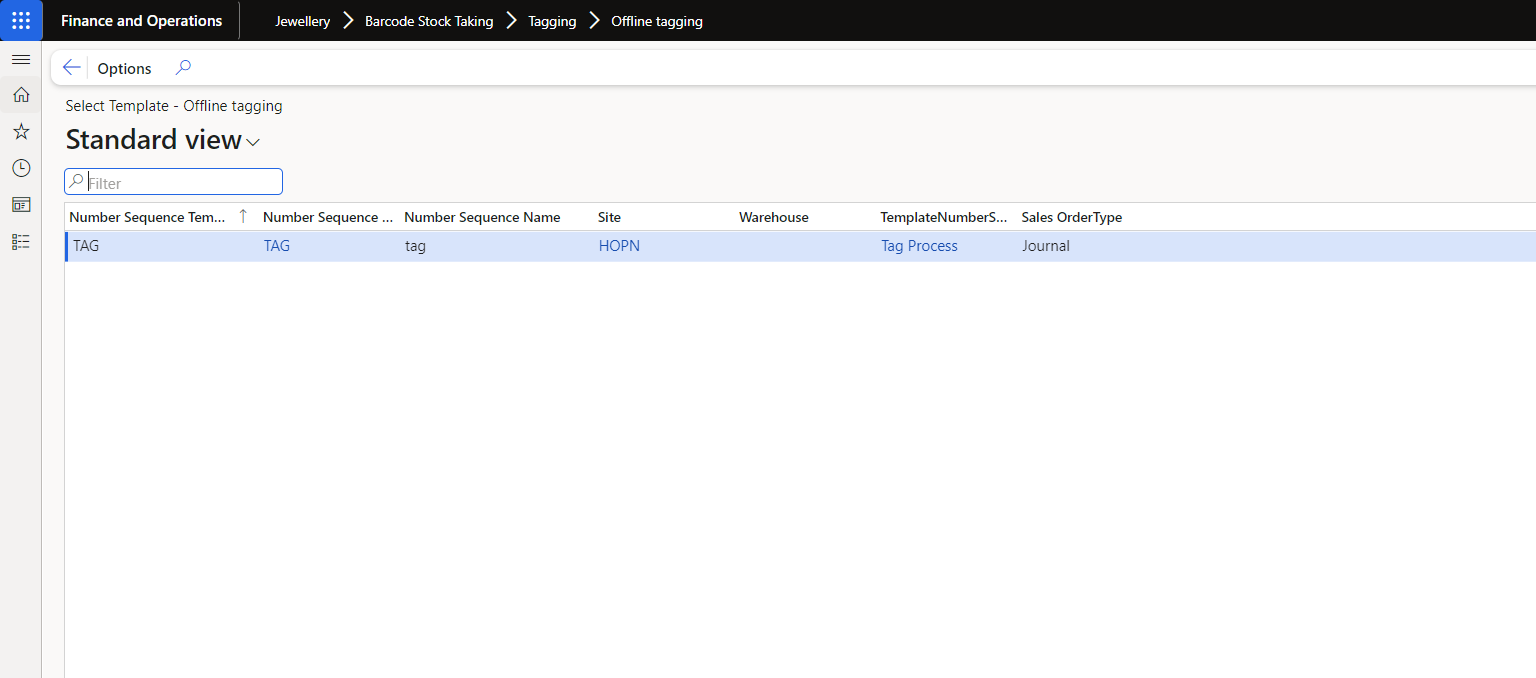 Finance and Operations Jewellery Barcode Stock Taking Tagging Offline tagging
Options
Select Template - Offline tagging
Standard view
Filter
Number Sequence Tem... Number Sequence ... Number Sequence Name Site Warehouse TemplateNumberS... Sales OrderType
TAG TAG tag HOPN Tag Process Journal